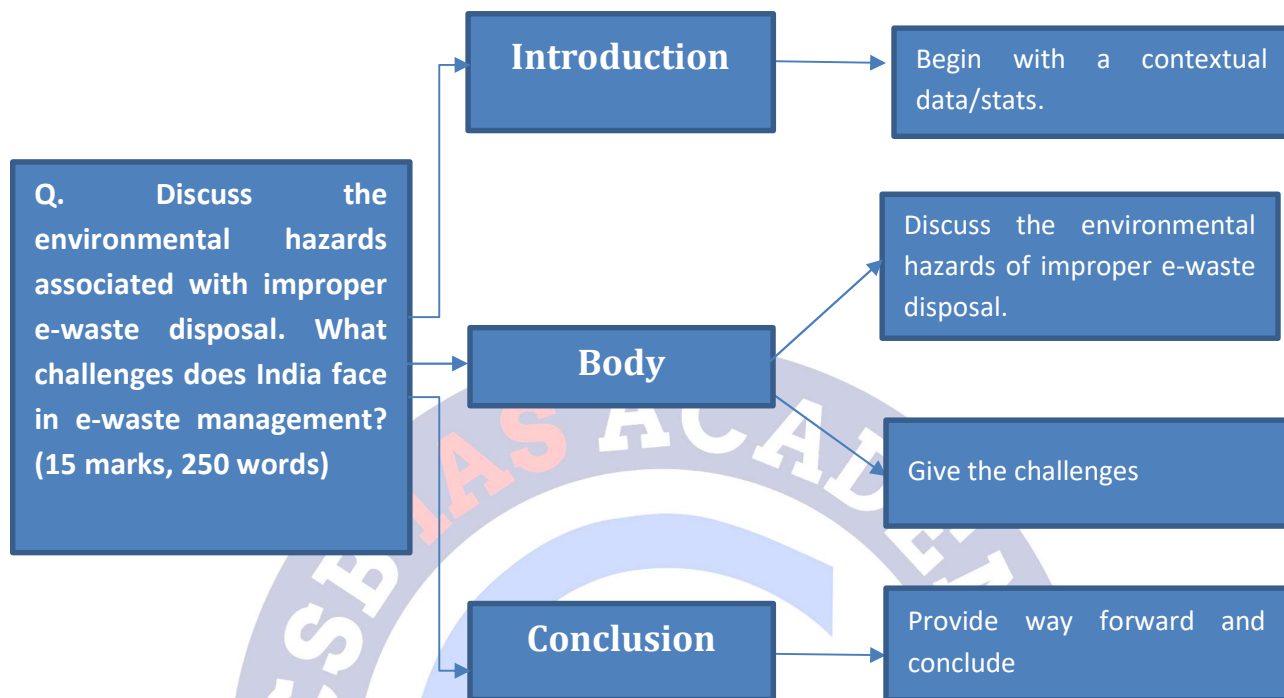 Introduction
Begin with a contextual
data/stats.
Q. Discuss the
environmental hazards
associated with improper
e-waste disposal. What
challenges does India face
in e-waste management?
(15 marks, 250 words)
Body
Discuss the environmental
hazards of improper e-waste
disposal.
Give the challenges
Conclusion
Provide way forward and
conclude
IAS ACADE